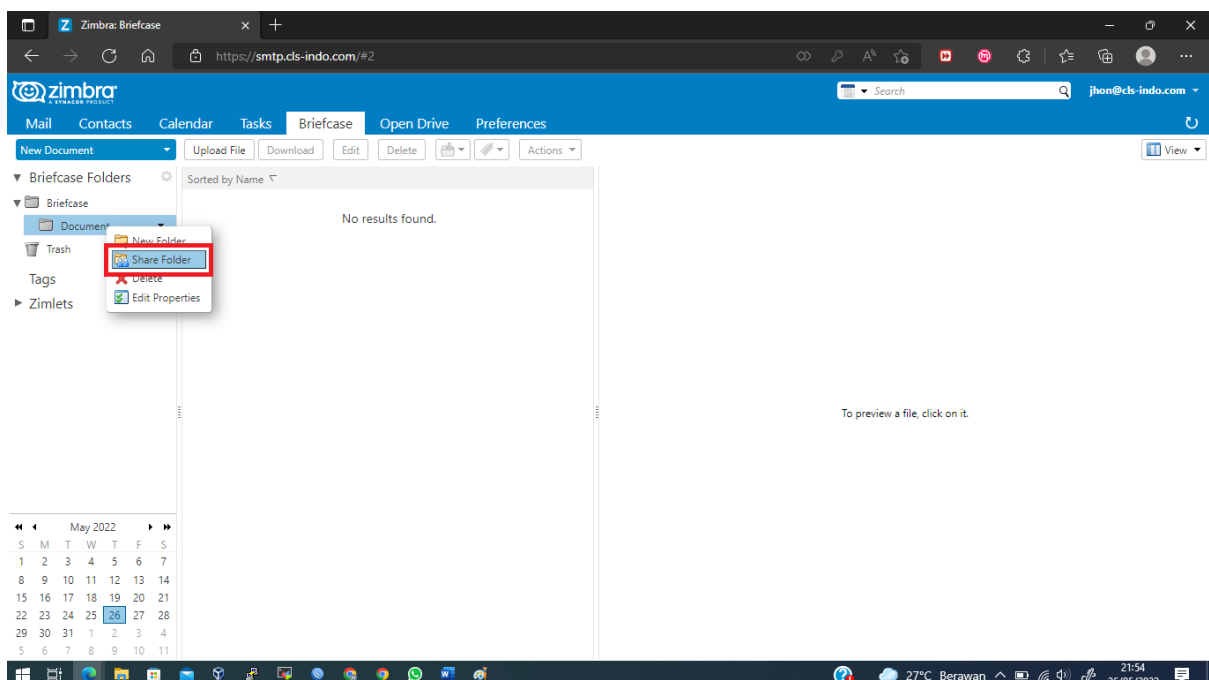 Zimbra: Briefcase
https://smtp.cls-indo.com/#2
zimbra
A SYNACOR PRODUCT
Search
jhon@cls-indo.com
Mail Contacts Calendar Tasks Briefcase Open Drive Preferences
New Document Upload File Download Edit Delete Actions View
Briefcase Folders
Sorted by Name
Briefcase
No results found.
Document
New Folder
Trash
Share Folder
Delete
Tags
Edit Properties
Zimlets
To preview a file, click on it.
May 2022
S M T W T F S
1 2 3 4 5 6 7
8 9 10 11 12 13 14
15 16 17 18 19 20 21
22 23 24 25 26 27 28
29 30 31 1 2 3 4
5 6 7 8 9 10 11
27°C Berawan
21:54
26/05/2022